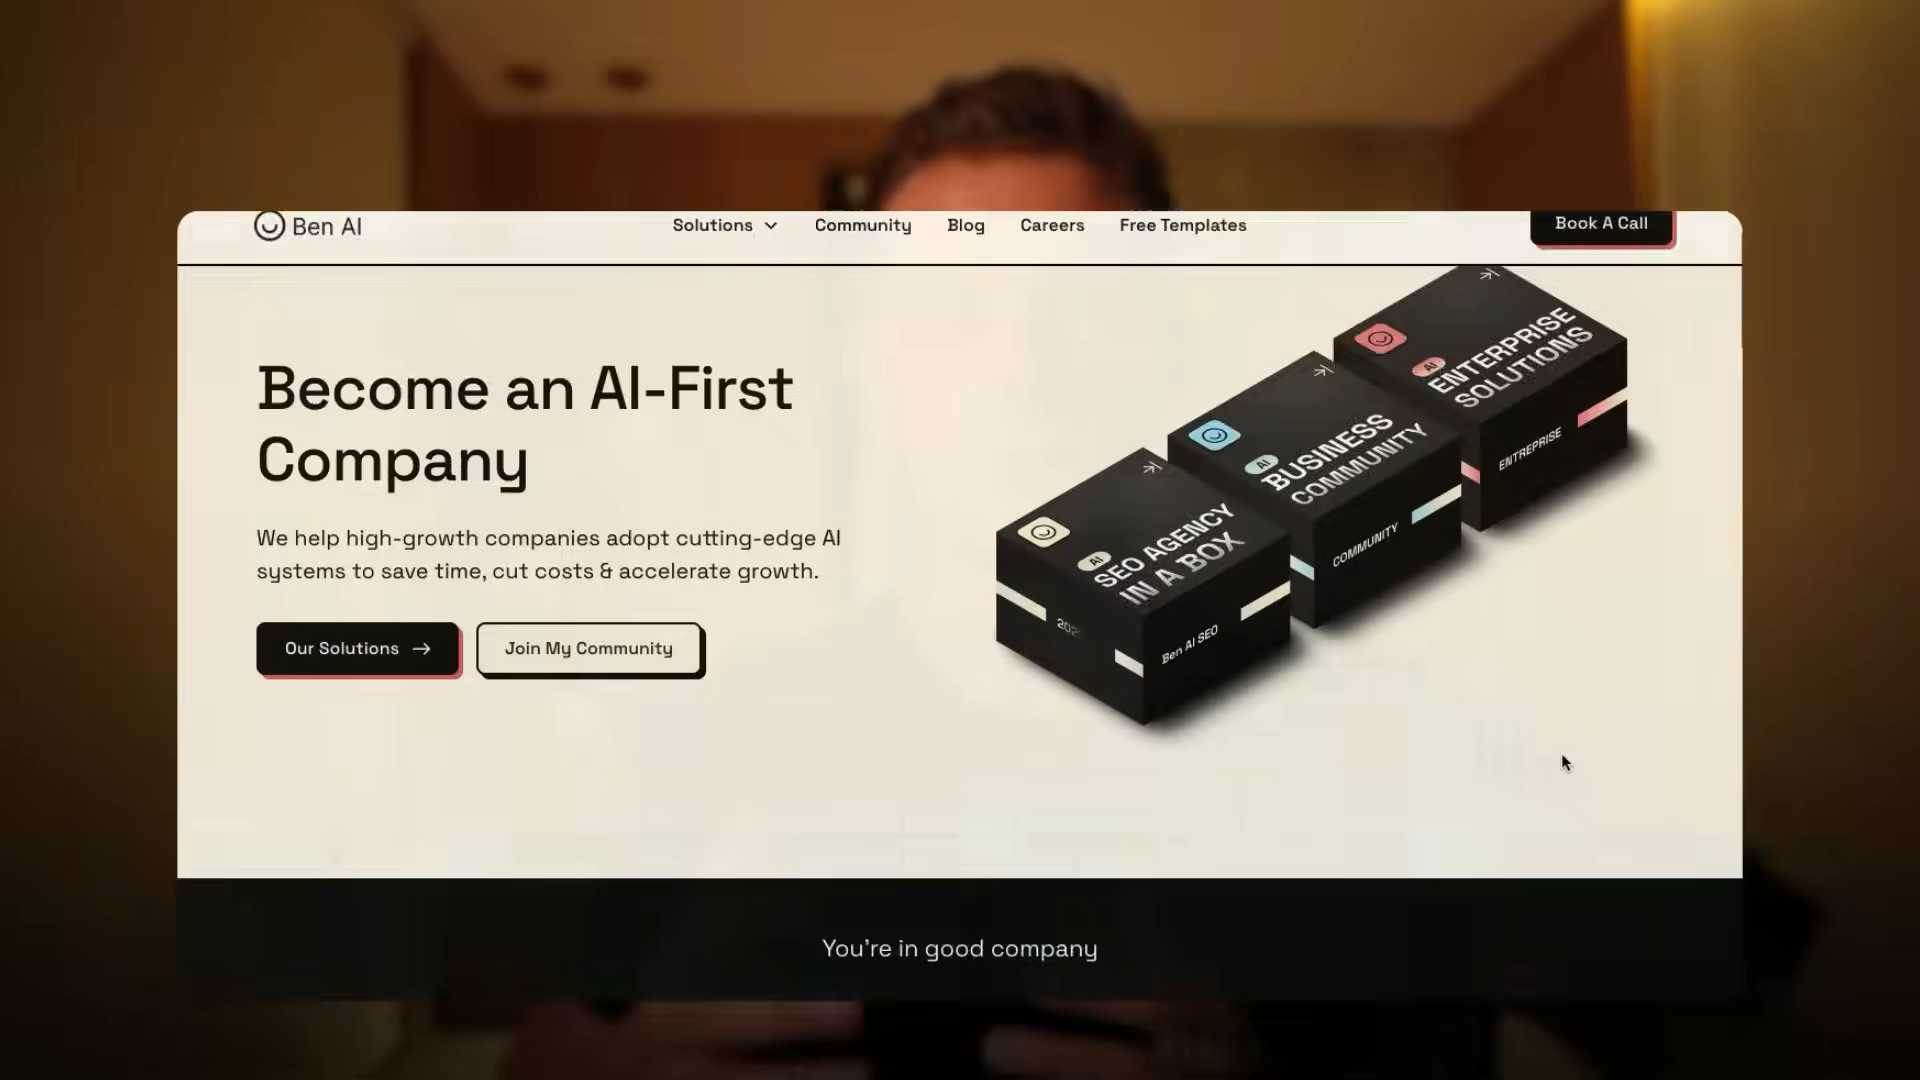 Ben AI
Solutions
Community
Blog
Careers
Free Templates
Book A Call
Become an AI-First
Company
We help high-growth companies adopt cutting-edge AI
systems to save time, cut costs & accelerate growth.
Our Solutions
Join My Community
AI
ENTERPRISE
SOLUTIONS
ENTREPRISE
AI
BUSINESS
COMMUNITY
COMMUNITY
AI
SEO AGENCY
IN A BOX
Ben AI SEO
You're in good company